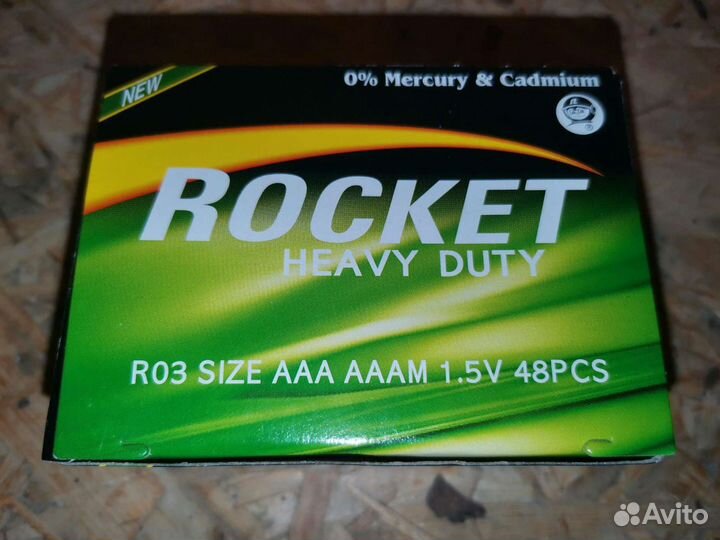 NEW
0% Mercury & Cadmium
®
ROCKET
HEAVY DUTY
R03 SIZE AAA AAAM 1.5V 48PCS
Avito